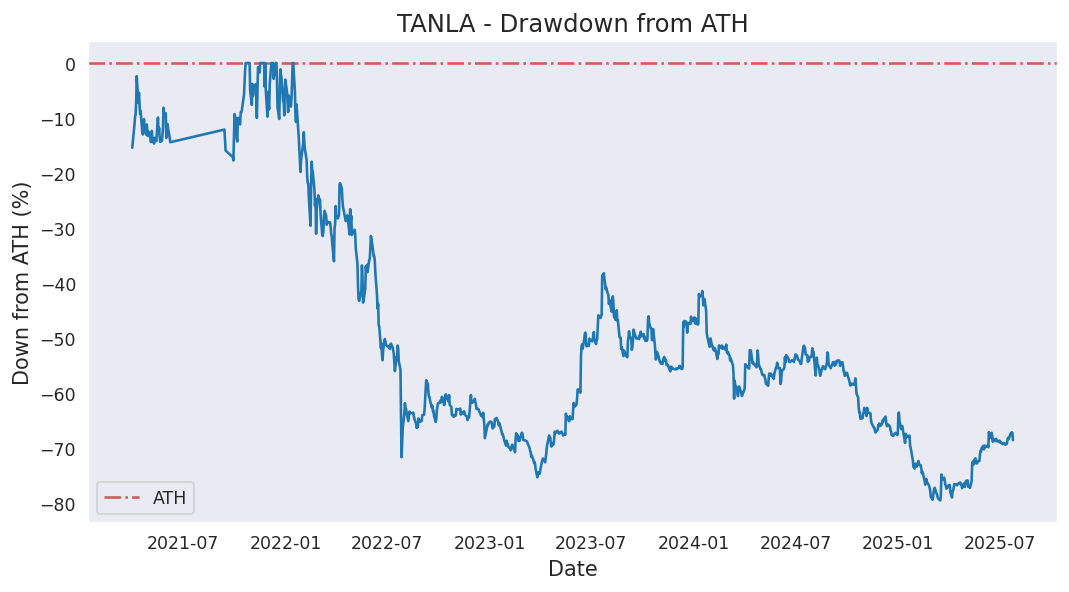 TANLA - Drawdown from ATH
Down from ATH (%)
0
−10
−20
−30
−40
−50
−60
−70
−80
ATH
2021-07 2022-01 2022-07 2023-01 2023-07 2024-01 2024-07 2025-01 2025-07
Date